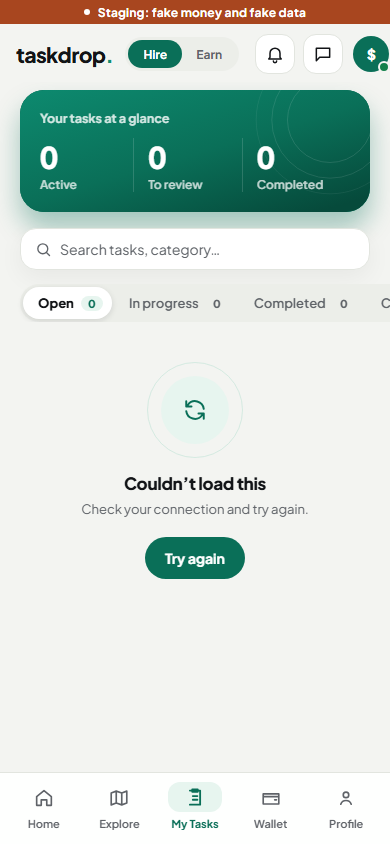 Staging: fake money and fake data
taskdrop.
Hire Earn
$
Your tasks at a glance
0 0 0
Active To review Completed
Search tasks, category…
Open 0 In progress 0 Completed 0 C
Couldn’t load this
Check your connection and try again.
Try again
Home Explore My Tasks Wallet Profile